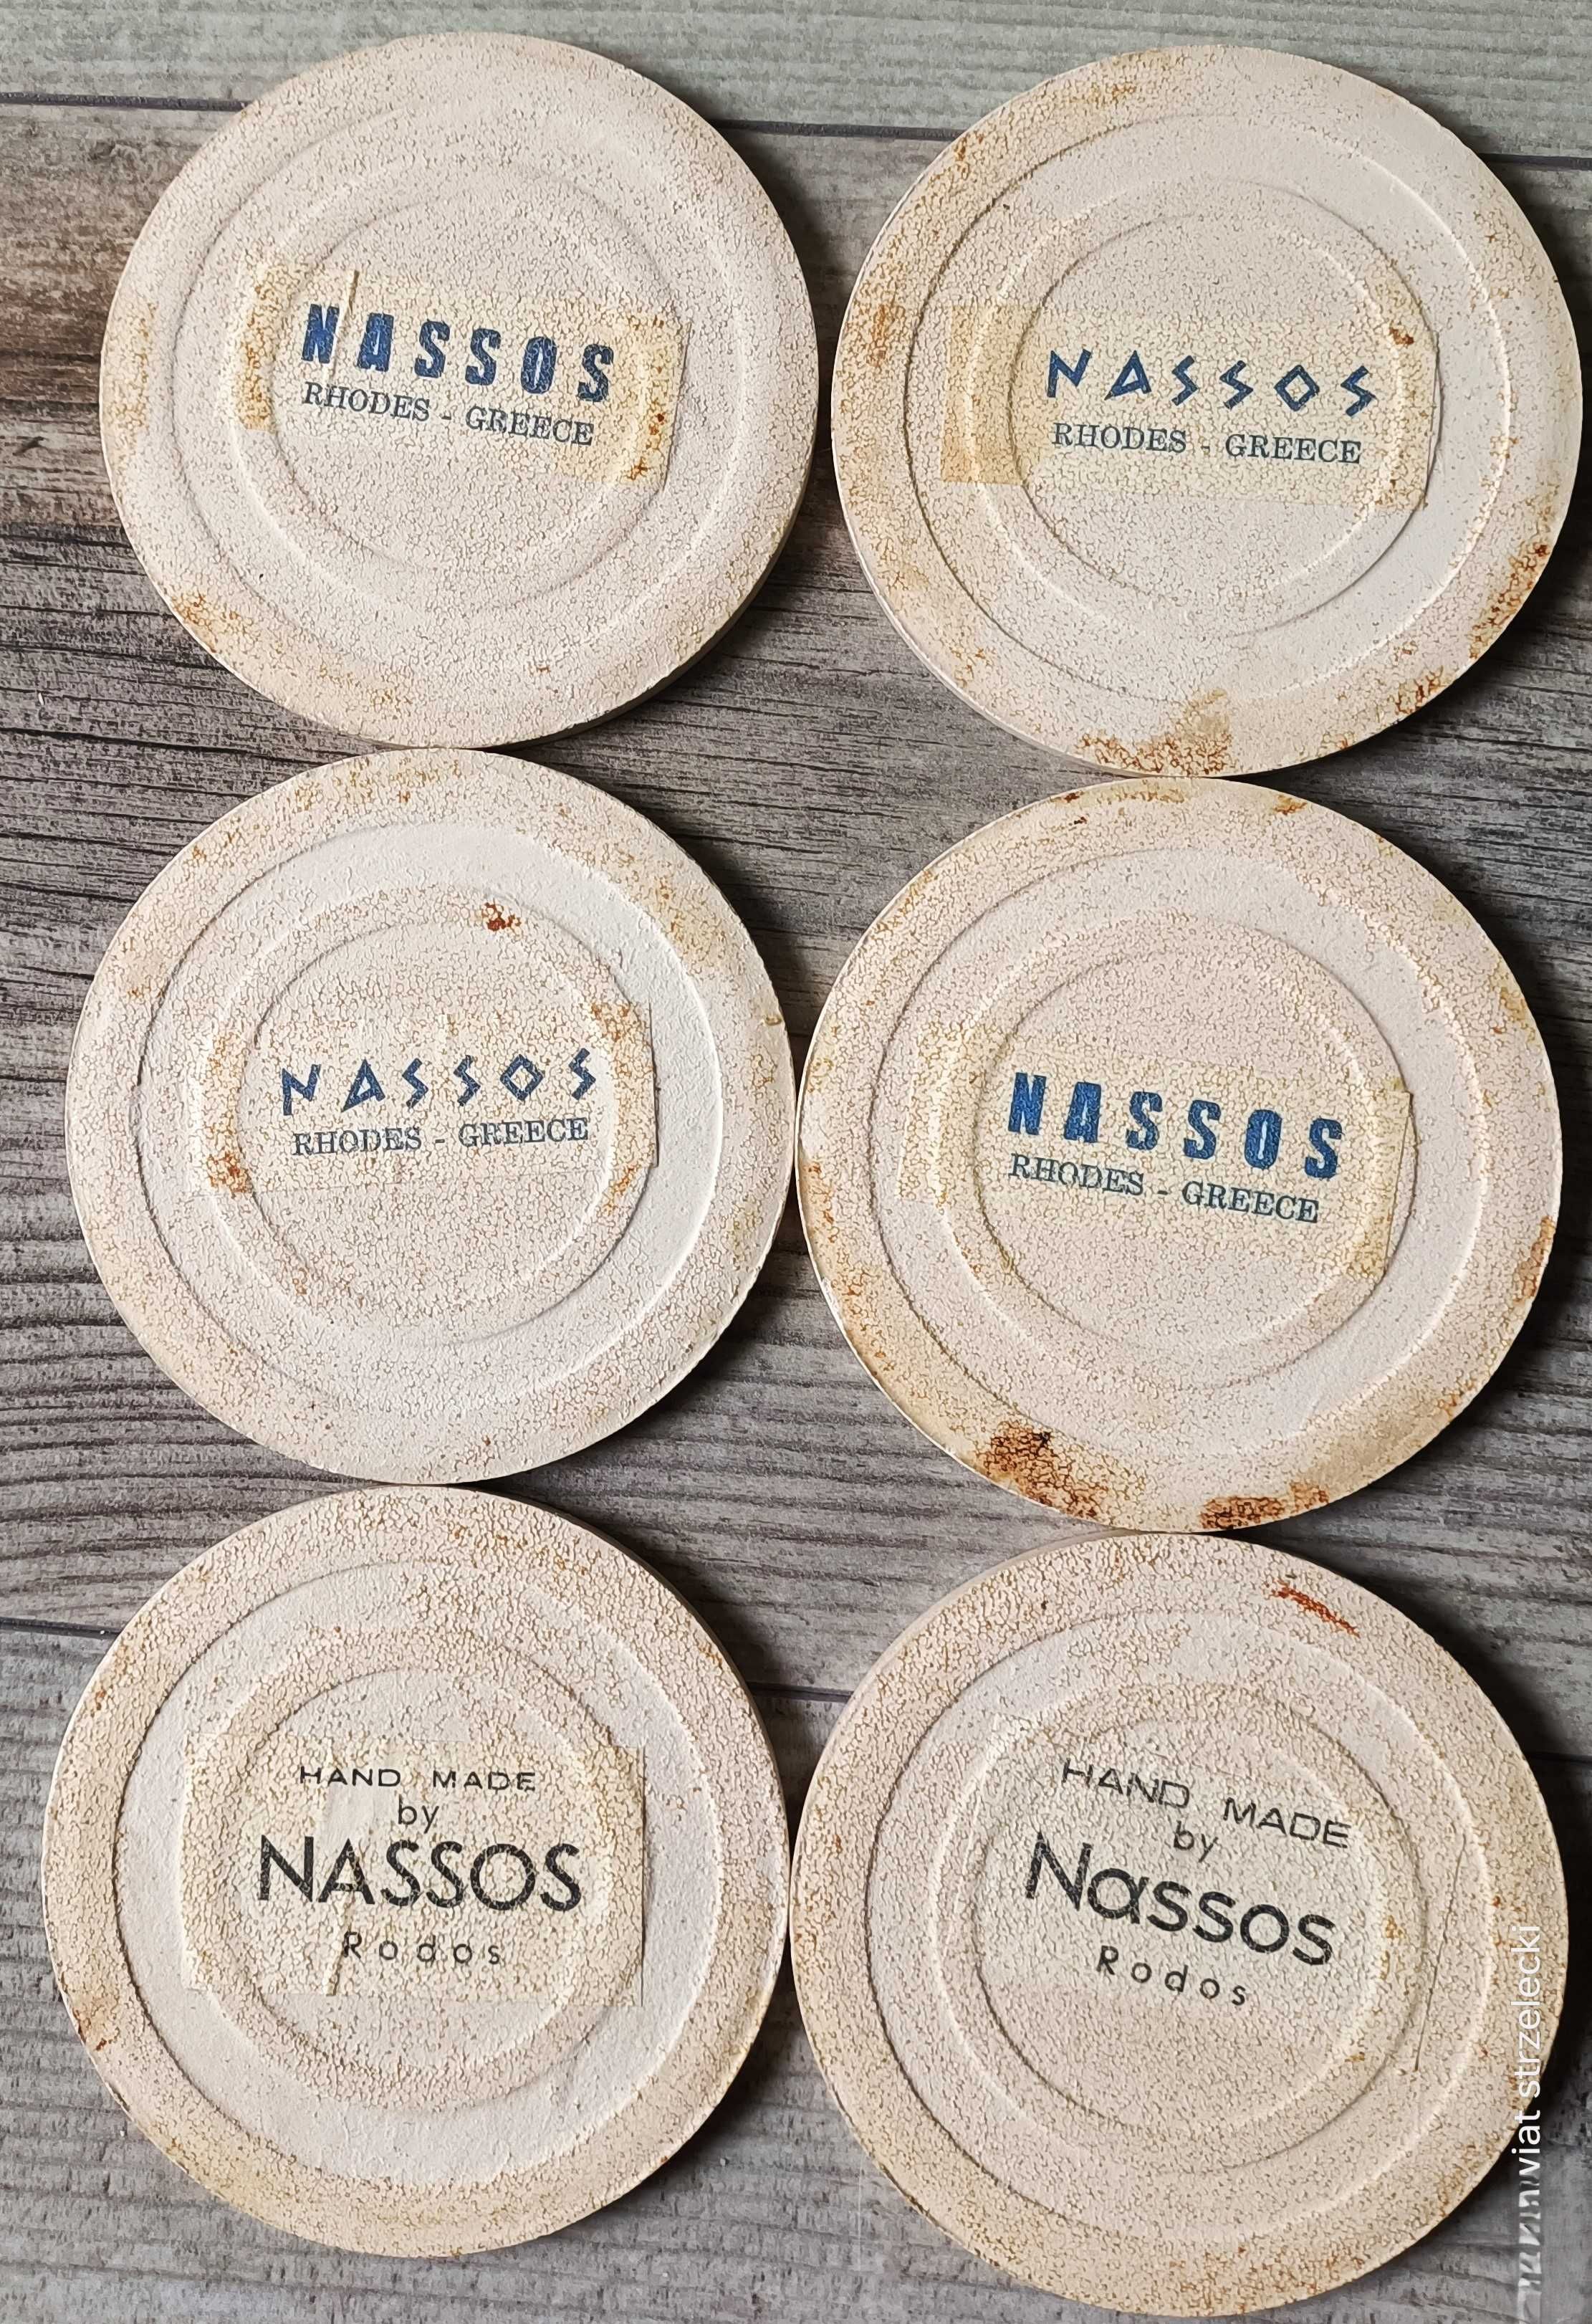 NASSOS
RHODES - GREECE
NASSOS
RHODES - GREECE
NASSOS
RHODES - GREECE
NASSOS
RHODES - GREECE
HAND MADE
by
NASSOS
Rodos
HAND MADE
by
Nassos
Rodos
strzelecki